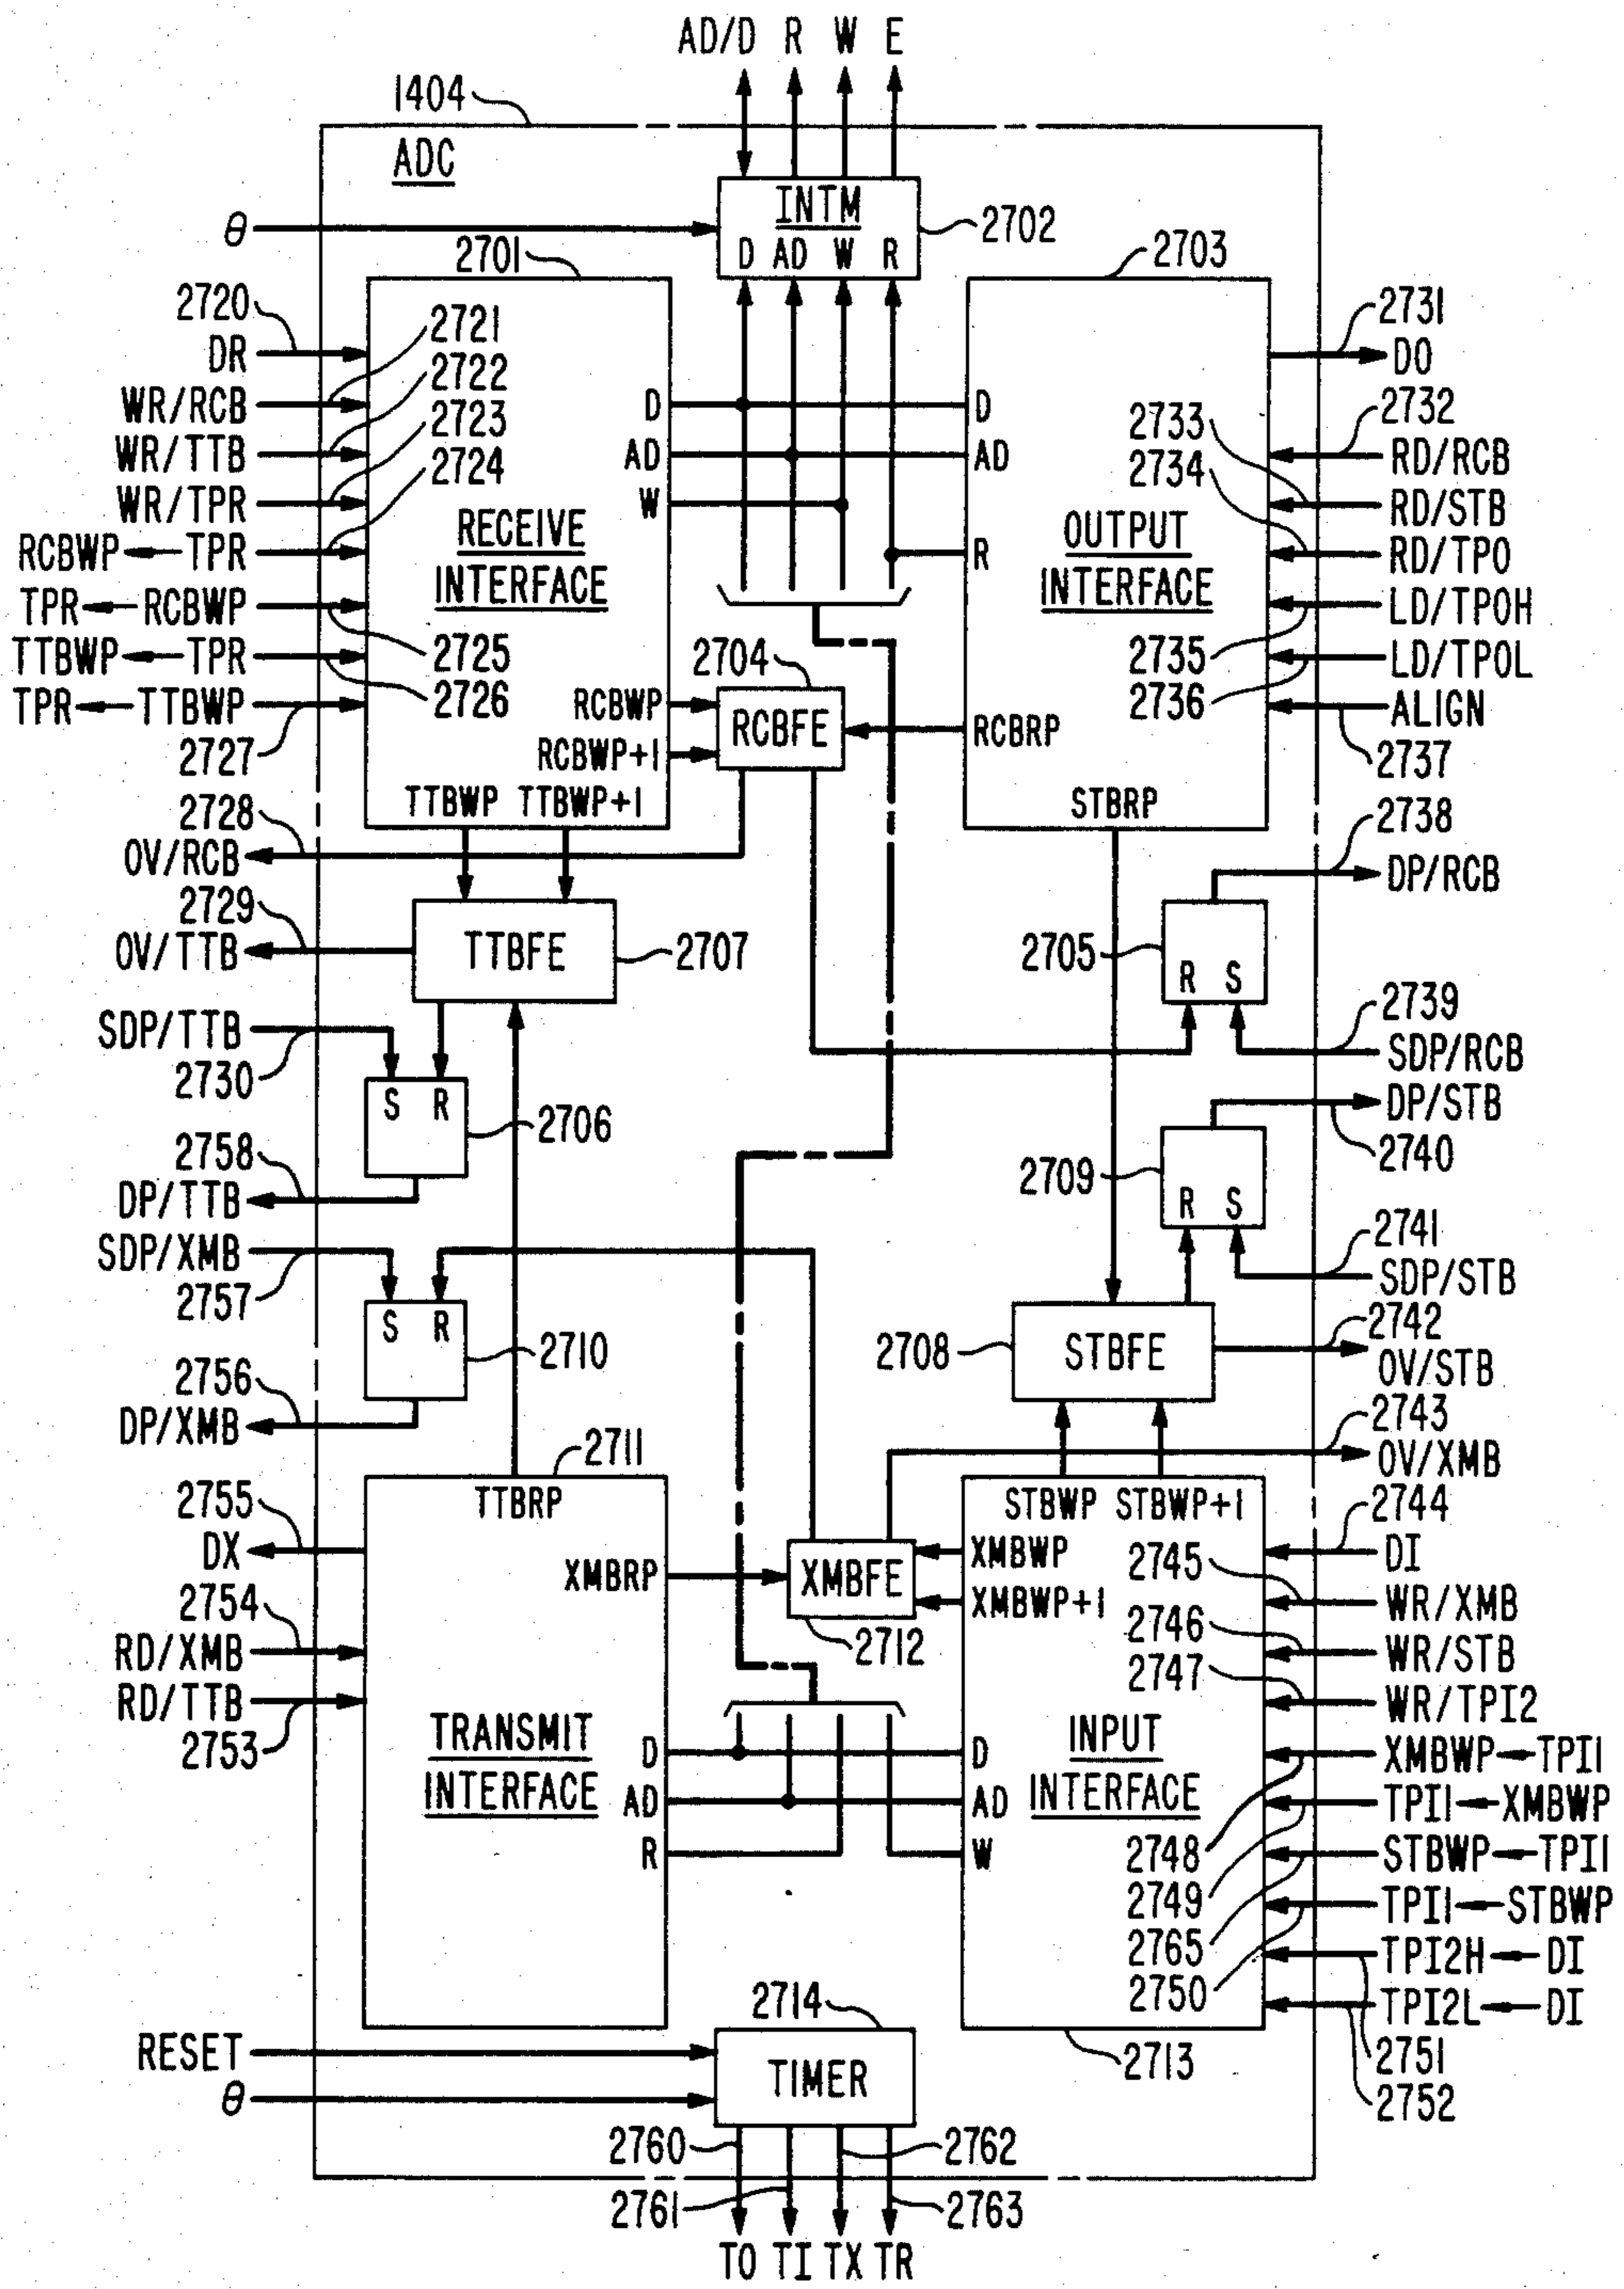 AD/D R W E
1404
ADC
INTM
D AD W R
2702
θ
2701
2703
2720
DR
2721
WR/RCB
2722
WR/TTB
2723
WR/TPR
2724
RCBWP←TPR
TPR←RCBWP
2725
TTBWP←TPR
2726
TPR←TTBWP
2727
RECEIVE
INTERFACE
D
AD
W
RCBWP
RCBWP+1
TTBWP TTBWP+1
2704
RCBFE
D
AD
R
OUTPUT
INTERFACE
RCBRP
STBRP
2731
DO
2732
RD/RCB
2733
RD/STB
2734
RD/TPO
2735
LD/TPOH
2736
LD/TPOL
ALIGN
2737
2728
OV/RCB
2729
OV/TTB
TTBFE
2707
SDP/TTB
2730
S R
2706
2758
DP/TTB
SDP/XMB
2757
S R
2710
2756
DP/XMB
2738
DP/RCB
2705
R S
2739
SDP/RCB
DP/STB
2740
2709
R S
2741
SDP/STB
2708
STBFE
2742
OV/STB
2743
OV/XMB
2711
TTBRP
2755
DX
XMBRP
2754
RD/XMB
RD/TTB
2753
TRANSMIT
INTERFACE
D
AD
R
XMBFE
2712
STBWP STBWP+1
XMBWP
XMBWP+1
2744
DI
2745
WR/XMB
2746
WR/STB
2747
WR/TPI2
INPUT
INTERFACE
D
AD
W
XMBWP←TPI1
2748
TPI1←XMBWP
2749
STBWP←TPI1
2765
TPI1←STBWP
2750
TPI2H←DI
TPI2L←DI
2751
2752
2713
2714
RESET
θ
TIMER
2760
2762
2761
2763
TO TI TX TR